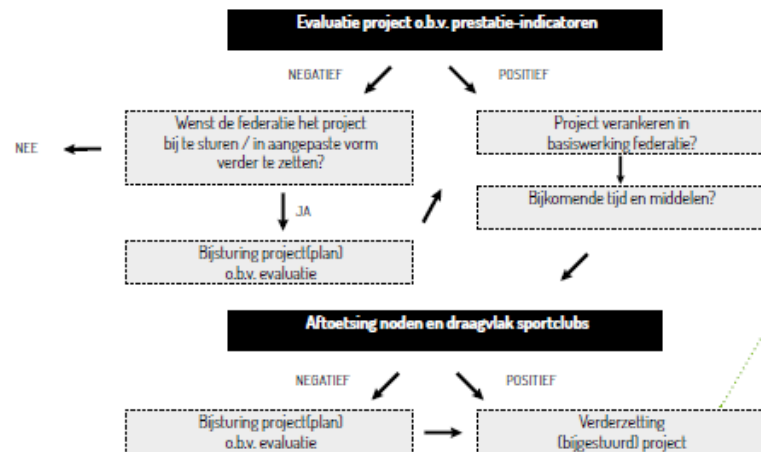 Evaluatie project o.b.v. prestatie-indicatoren
NEGATIEF
POSITIEF
Wenst de federatie het project
bij te sturen / in aangepaste vorm
verder te zetten?
Project verankeren in
basiswerking federatie?
NEE
Bijkomende tijd en middelen?
JA
Bijsturing project(plan)
o.b.v. evaluatie
Aftoetsing noden en draagvlak sportclubs
NEGATIEF
POSITIEF
Bijsturing project(plan)
o.b.v. evaluatie
Verderzetting
(bijgestuurd) project